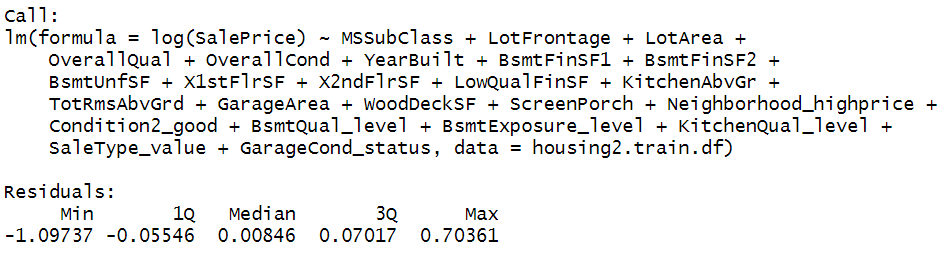 Call:
lm(formula = log(SalePrice) ~ MSSubClass + LotFrontage + LotArea +
OverallQual + OverallCond + YearBuilt + BsmtFinSF1 + BsmtFinSF2 +
BsmtUnfSF + X1stFlrSF + X2ndFlrSF + LowQualFinSF + KitchenAbvGr +
TotRmsAbvGrd + GarageArea + WoodDeckSF + ScreenPorch + Neighborhood_highprice +
Condition2_good + BsmtQual_level + BsmtExposure_level + KitchenQual_level +
SaleType_value + GarageCond_status, data = housing2.train.df)
Residuals:
Min 1Q Median 3Q Max
-1.09737 -0.05546 0.00846 0.07017 0.70361